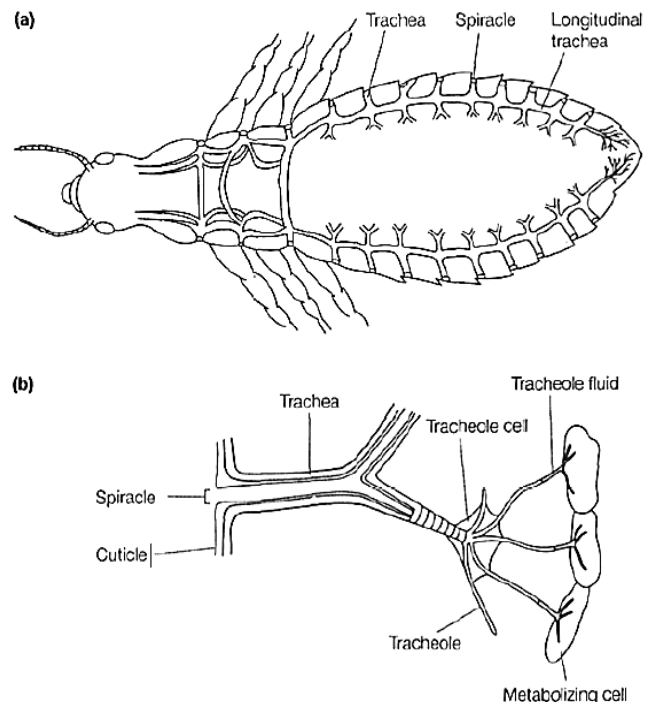 (a)
Trachea
Spiracle
Longitudinal
trachea
(b)
Trachea
Tracheole cell
Tracheole fluid
Spiracle
Cuticle
Tracheole
Metabolizing cell